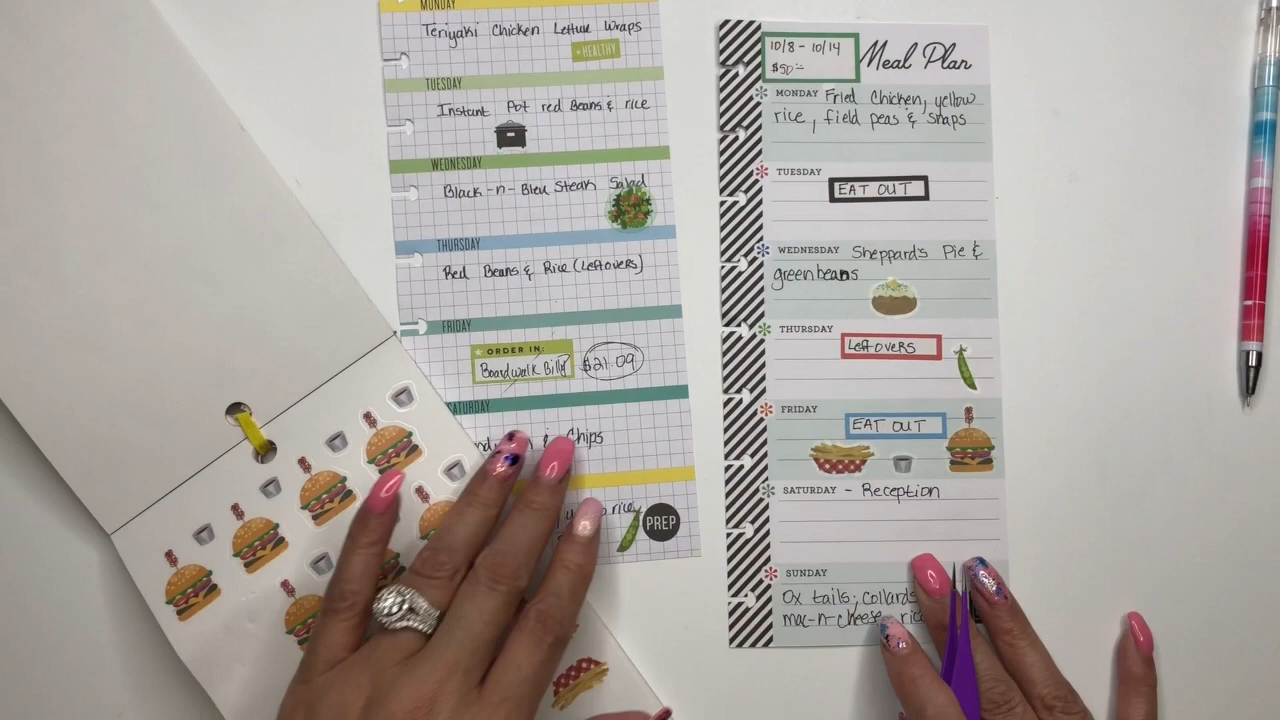 MONDAY
Teriyaki Chicken Lettuce Wraps
+ HEALTHY
TUESDAY
Instant Pot red Beans & rice
WEDNESDAY
Black-n-Bleu Steak Salad
THURSDAY
Red Beans & Rice (Leftovers)
FRIDAY
ORDER IN:
Boardwalk Billy $21.09
SATURDAY
& Chips
rice
PREP
10/8 - 10/14
$50
Meal Plan
MONDAY Fried Chicken, yellow
rice, field peas & snaps
TUESDAY
EAT OUT
WEDNESDAY Sheppard's Pie &
greenbeans
THURSDAY
Leftovers
FRIDAY
EAT OUT
SATURDAY - Reception
SUNDAY
Ox tails, collards
mac-n-cheese, rice